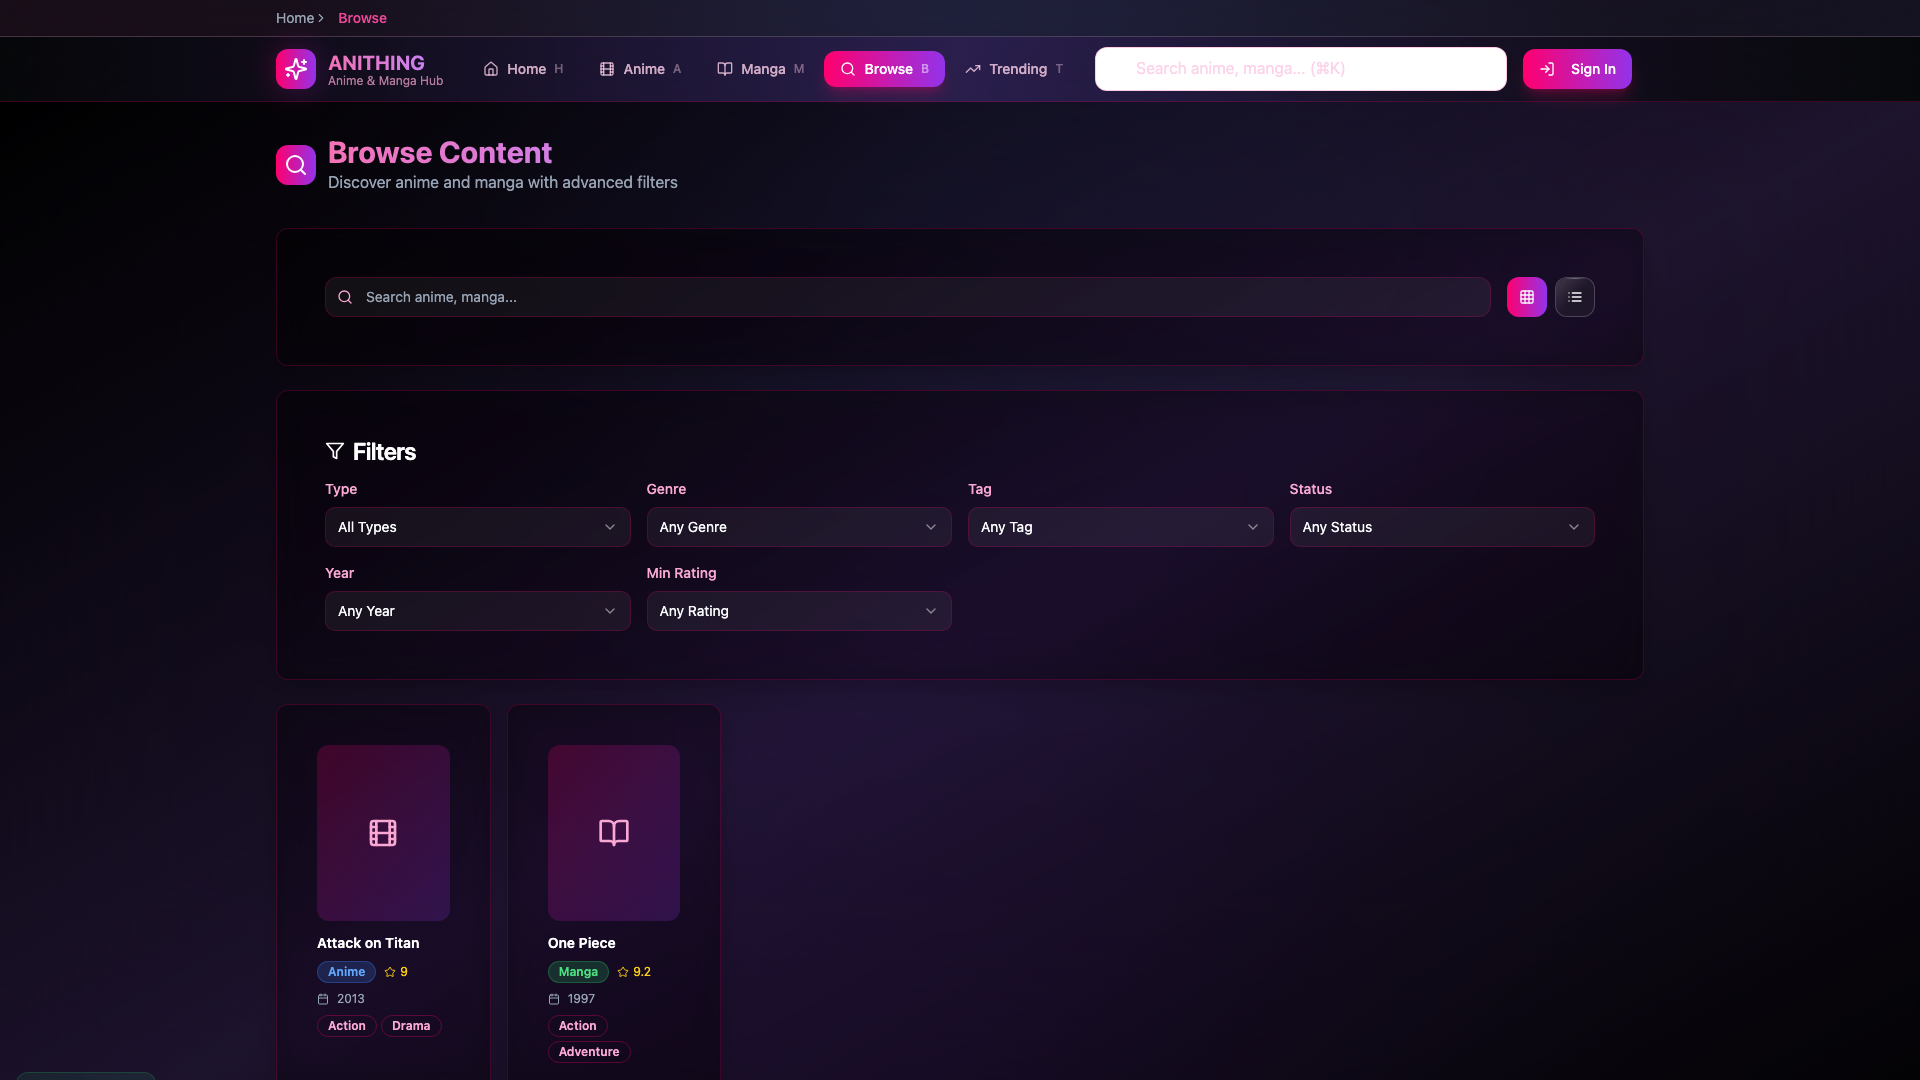 Home Browse
ANITHING
Anime & Manga Hub
Home H Anime A Manga M Browse B Trending T Search anime, manga... (⌘K) Sign In
Browse Content
Discover anime and manga with advanced filters
Search anime, manga...
Filters
Type Genre Tag Status
All Types Any Genre Any Tag Any Status
Year Min Rating
Any Year Any Rating
Attack on Titan
Anime 9
2013
Action Drama
One Piece
Manga 9.2
1997
Action
Adventure